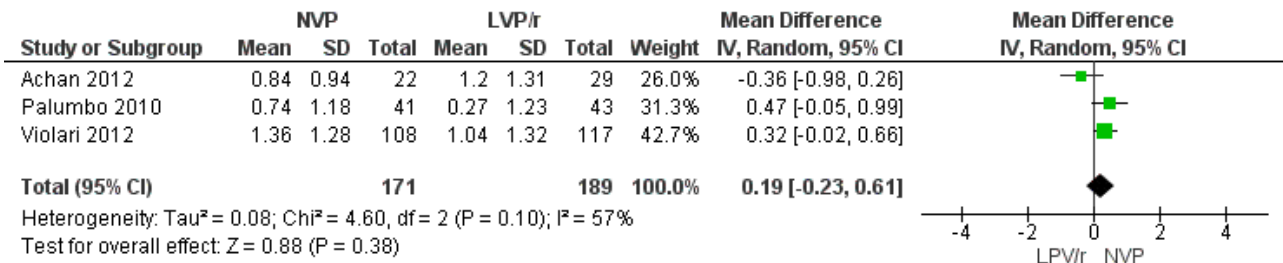 NVP LVP/r Mean Difference Mean Difference
Study or Subgroup Mean SD Total Mean SD Total Weight IV, Random, 95% CI IV, Random, 95% CI
Achan 2012 0.84 0.94 22 1.2 1.31 29 26.0% -0.36 [-0.98, 0.26]
Palumbo 2010 0.74 1.18 41 0.27 1.23 43 31.3% 0.47 [-0.05, 0.99]
Violari 2012 1.36 1.28 108 1.04 1.32 117 42.7% 0.32 [-0.02, 0.66]
Total (95% CI) 171 189 100.0% 0.19 [-0.23, 0.61]
Heterogeneity: Tau² = 0.08; Chi² = 4.60, df = 2 (P = 0.10); I² = 57%
Test for overall effect: Z = 0.88 (P = 0.38)
-4 -2 0 2 4
LPV/r NVP